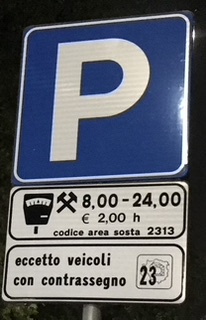 P
8,00-24,00
€ 2,00 h
codice area sosta 2313
eccetto veicoli
con contrassegno 23